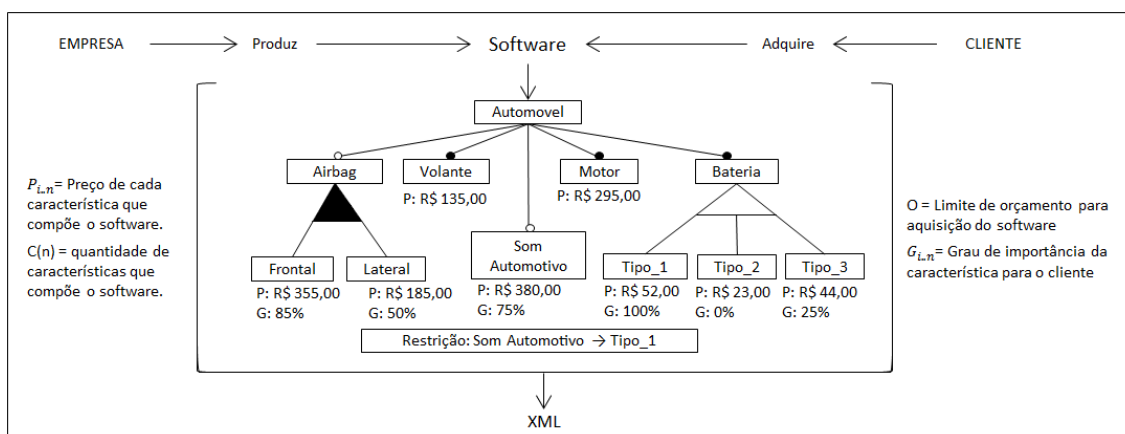 EMPRESA
Produz
Software
Adquire
CLIENTE
Automovel
Airbag
Volante
P: R$ 135,00
Motor
P: R$ 295,00
Bateria
P_{i..n}= Preço de cada
característica que
compõe o software.
C(n) = quantidade de
características que
compõe o software.
O = Limite de orçamento para
aquisição do software
G_{i..n}= Grau de importância da
característica para o cliente
Frontal
P: R$ 355,00
G: 85%
Lateral
P: R$ 185,00
G: 50%
Som
Automotivo
P: R$ 380,00
G: 75%
Tipo_1
P: R$ 52,00
G: 100%
Tipo_2
P: R$ 23,00
G: 0%
Tipo_3
P: R$ 44,00
G: 25%
Restrição: Som Automotivo → Tipo_1
XML